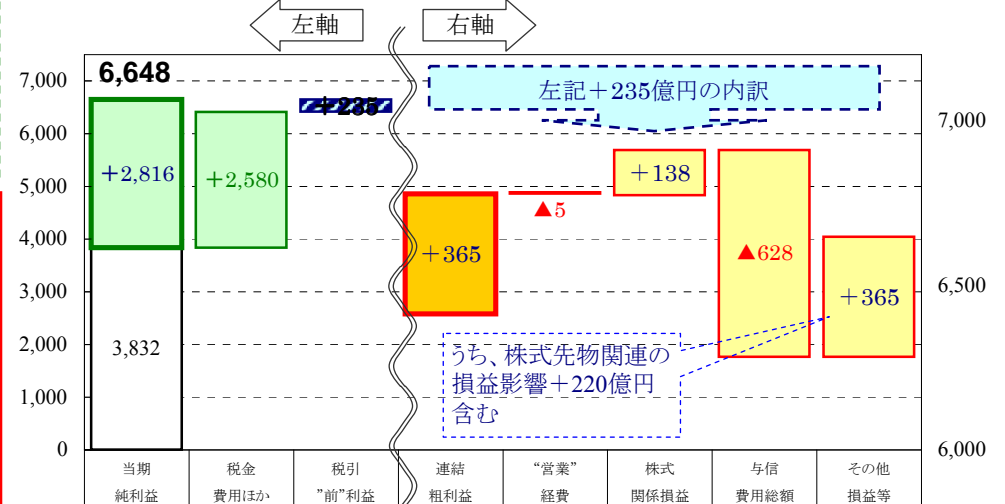 左軸
右軸
7,000
6,000
5,000
4,000
3,000
2,000
1,000
0
6,648
+2,816
3,832
+2,580
+235
左記+235億円の内訳
+365
▲5
+138
▲628
+365
うち、株式先物関連の
損益影響+220億円
含む
7,000
6,500
6,000
当期
純利益
税金
費用ほか
税引
"前"利益
連結
粗利益
"営業"
経費
株式
関係損益
与信
費用総額
その他
損益等